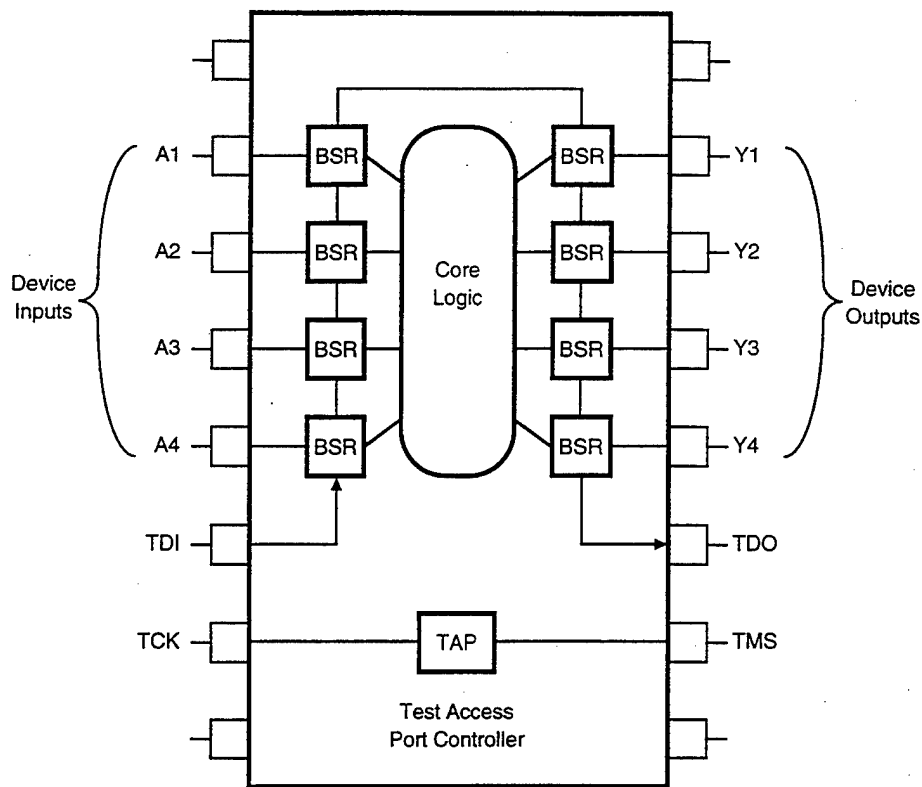 A1
BSR
BSR
Y1
A2
BSR
BSR
Y2
Device
Inputs
Core
Logic
Device
Outputs
A3
BSR
BSR
Y3
A4
BSR
BSR
Y4
TDI
TDO
TCK
TAP
TMS
Test Access
Port Controller